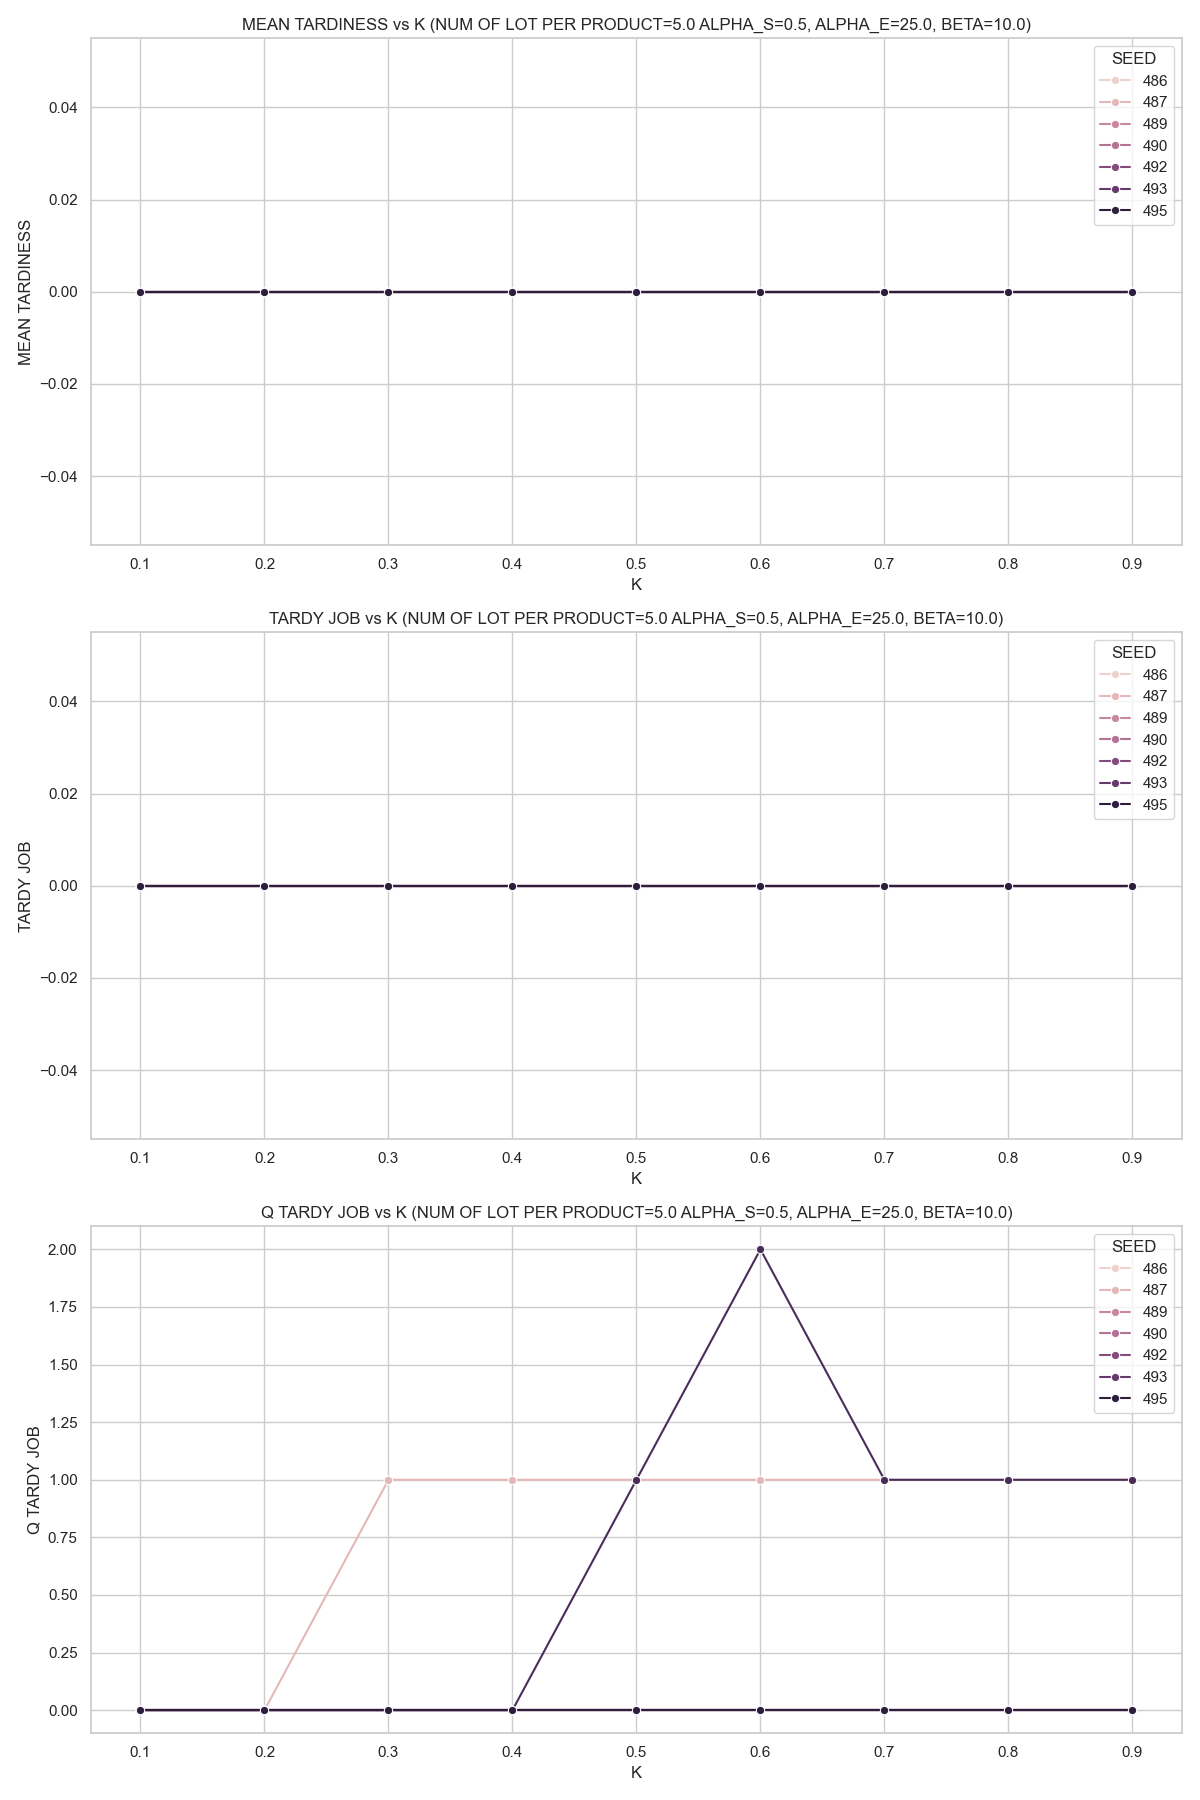 MEAN TARDINESS vs K (NUM OF LOT PER PRODUCT=5.0 ALPHA_S=0.5, ALPHA_E=25.0, BETA=10.0)
SEED
486
487
489
490
492
493
495
0.04
0.02
0.00
−0.02
−0.04
MEAN TARDINESS
0.1 0.2 0.3 0.4 0.5 0.6 0.7 0.8 0.9
K
TARDY JOB vs K (NUM OF LOT PER PRODUCT=5.0 ALPHA_S=0.5, ALPHA_E=25.0, BETA=10.0)
SEED
486
487
489
490
492
493
495
0.04
0.02
0.00
−0.02
−0.04
TARDY JOB
0.1 0.2 0.3 0.4 0.5 0.6 0.7 0.8 0.9
K
Q TARDY JOB vs K (NUM OF LOT PER PRODUCT=5.0 ALPHA_S=0.5, ALPHA_E=25.0, BETA=10.0)
SEED
486
487
489
490
492
493
495
2.00
1.75
1.50
1.25
1.00
0.75
0.50
0.25
0.00
Q TARDY JOB
0.1 0.2 0.3 0.4 0.5 0.6 0.7 0.8 0.9
K